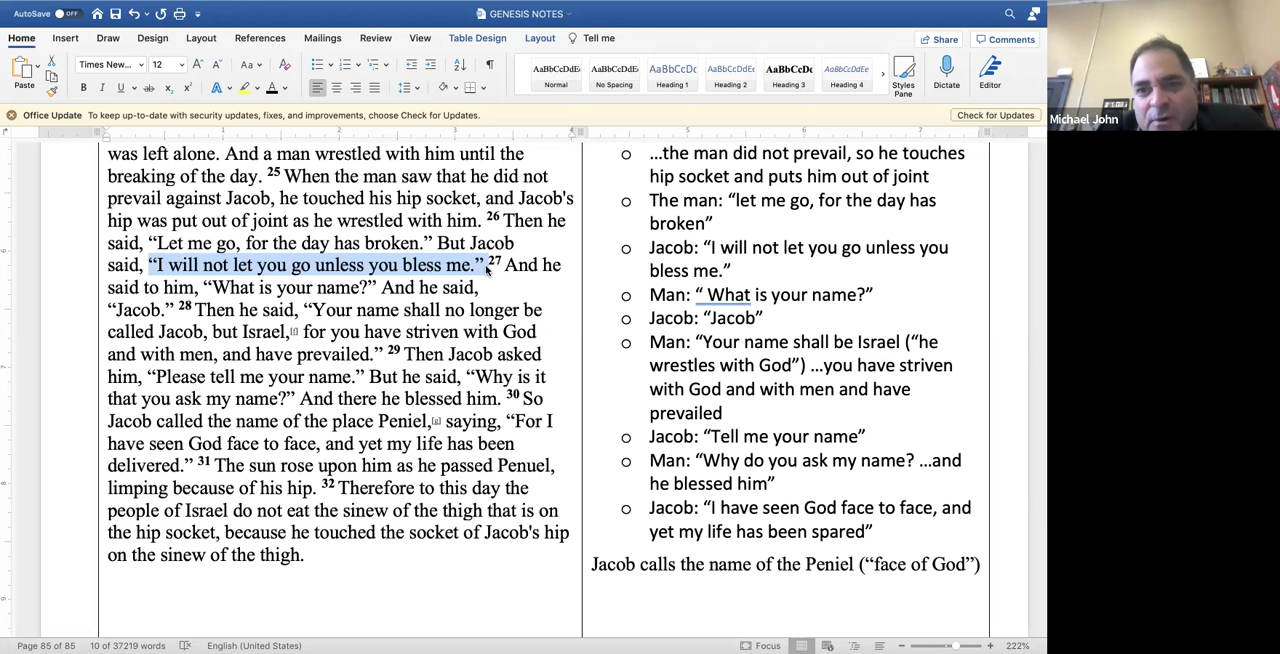 AutoSave OFF
GENESIS NOTES
Home Insert Draw Design Layout References Mailings Review View Table Design Layout Tell me
Share Comments
Paste
Times New... 12
AaBbCcDdEe Normal
AaBbCcDdEe No Spacing
AaBbCcDc Heading 1
AaBbCcDdEe Heading 2
AaBbCcDc Heading 3
AaBbCcDdEe Heading 4
Styles Pane
Dictate
Editor
Office Update To keep up-to-date with security updates, fixes, and improvements, choose Check for Updates.
Check for Updates
Michael John
was left alone. And a man wrestled with him until the
breaking of the day. 25 When the man saw that he did not
prevail against Jacob, he touched his hip socket, and Jacob's
hip was put out of joint as he wrestled with him. 26 Then he
said, “Let me go, for the day has broken.” But Jacob
said, “I will not let you go unless you bless me.” 27 And he
said to him, “What is your name?” And he said,
“Jacob.” 28 Then he said, “Your name shall no longer be
called Jacob, but Israel,[f] for you have striven with God
and with men, and have prevailed.” 29 Then Jacob asked
him, “Please tell me your name.” But he said, “Why is it
that you ask my name?” And there he blessed him. 30 So
Jacob called the name of the place Peniel,[g] saying, “For I
have seen God face to face, and yet my life has been
delivered.” 31 The sun rose upon him as he passed Penuel,
limping because of his hip. 32 Therefore to this day the
people of Israel do not eat the sinew of the thigh that is on
the hip socket, because he touched the socket of Jacob's hip
on the sinew of the thigh.
o …the man did not prevail, so he touches
hip socket and puts him out of joint
o The man: “let me go, for the day has
broken”
o Jacob: “I will not let you go unless you
bless me.”
o Man: “ What is your name?”
o Jacob: “Jacob”
o Man: “Your name shall be Israel (“he
wrestles with God”) …you have striven
with God and with men and have
prevailed
o Jacob: “Tell me your name”
o Man: “Why do you ask my name? …and
he blessed him”
o Jacob: “I have seen God face to face, and
yet my life has been spared”
Jacob calls the name of the Peniel (“face of God”)
Page 85 of 85 10 of 37219 words English (United States) Focus 222%